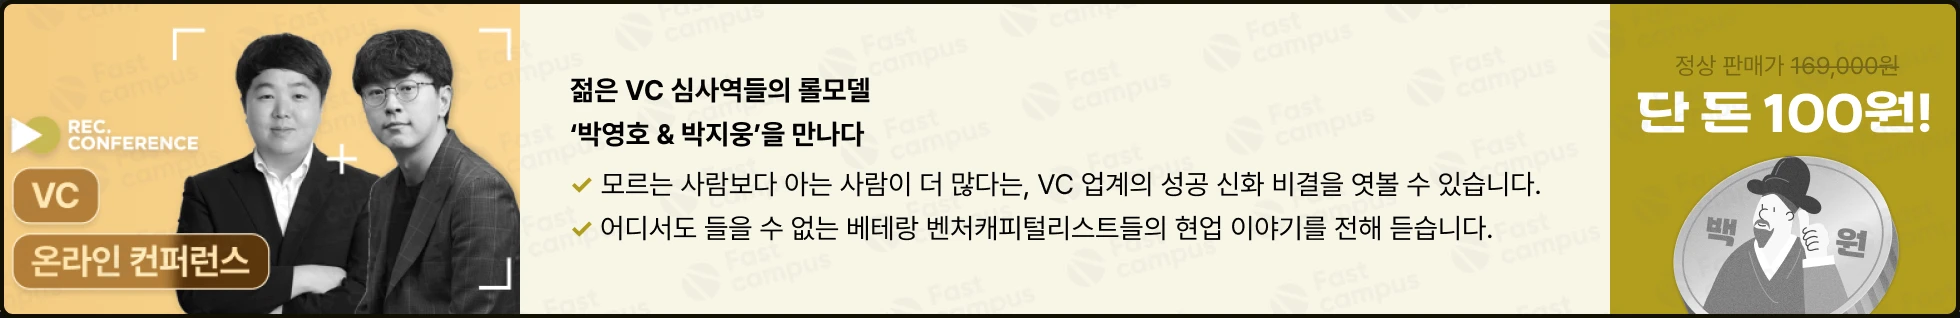 REC.
CONFERENCE
VC
온라인 컨퍼런스
젊은 VC 심사역들의 롤모델
‘박영호 & 박지웅’을 만나다
모르는 사람보다 아는 사람이 더 많다는, VC 업계의 성공 신화 비결을 엿볼 수 있습니다.
어디서도 들을 수 없는 베테랑 벤처캐피털리스트들의 현업 이야기를 전해 듣습니다.
정상 판매가 169,000원
단 돈 100원!
백 원
Fast campus